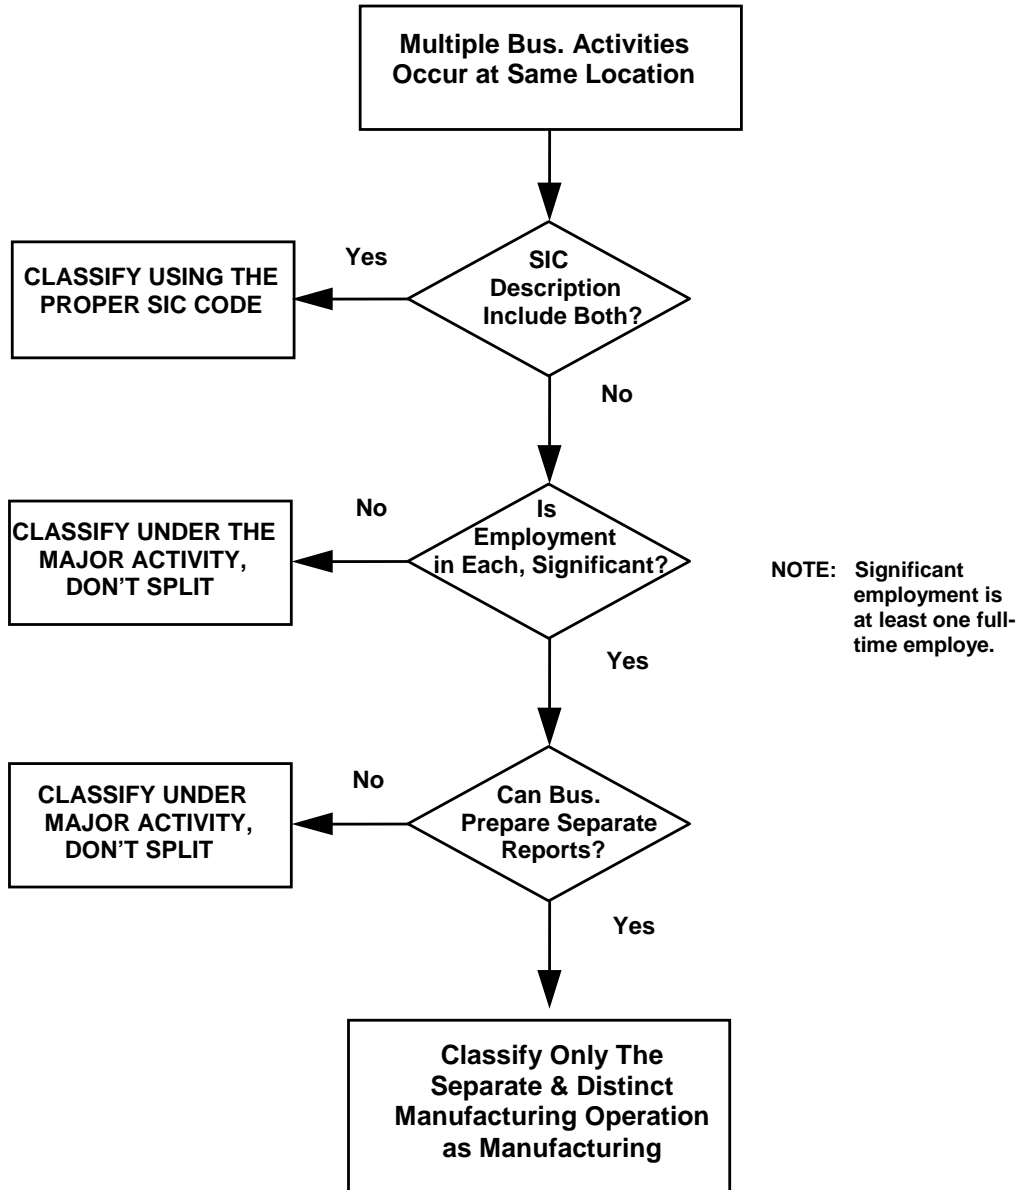 Multiple Bus. Activities
Occur at Same Location
SIC
Description
Include Both?
Yes
CLASSIFY USING THE
PROPER SIC CODE
No
Is
Employment
in Each, Significant?
No
CLASSIFY UNDER THE
MAJOR ACTIVITY,
DON'T SPLIT
NOTE: Significant
employment is
at least one full-
time employe.
Yes
Can Bus.
Prepare Separate
Reports?
No
CLASSIFY UNDER
MAJOR ACTIVITY,
DON'T SPLIT
Yes
Classify Only The
Separate & Distinct
Manufacturing Operation
as Manufacturing